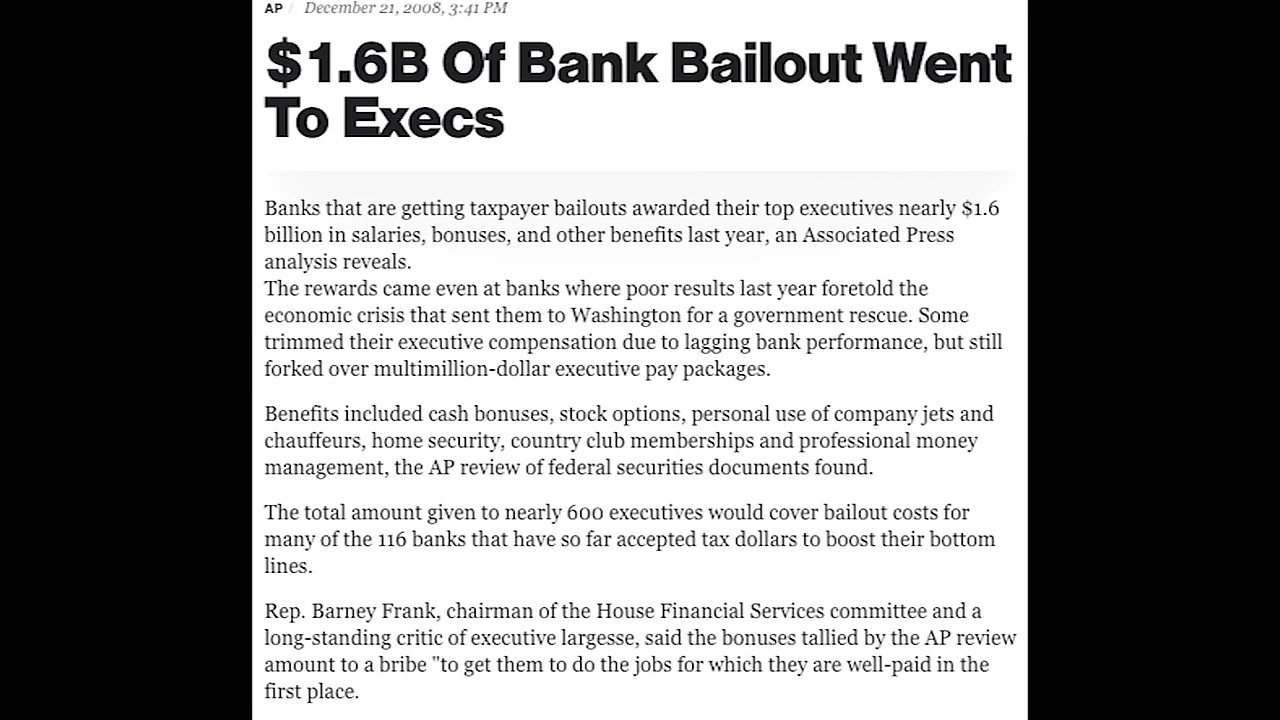 AP / December 21, 2008, 3:41 PM
$1.6B Of Bank Bailout Went
To Execs
Banks that are getting taxpayer bailouts awarded their top executives nearly $1.6
billion in salaries, bonuses, and other benefits last year, an Associated Press
analysis reveals.
The rewards came even at banks where poor results last year foretold the
economic crisis that sent them to Washington for a government rescue. Some
trimmed their executive compensation due to lagging bank performance, but still
forked over multimillion-dollar executive pay packages.
Benefits included cash bonuses, stock options, personal use of company jets and
chauffeurs, home security, country club memberships and professional money
management, the AP review of federal securities documents found.
The total amount given to nearly 600 executives would cover bailout costs for
many of the 116 banks that have so far accepted tax dollars to boost their bottom
lines.
Rep. Barney Frank, chairman of the House Financial Services committee and a
long-standing critic of executive largesse, said the bonuses tallied by the AP review
amount to a bribe "to get them to do the jobs for which they are well-paid in the
first place.